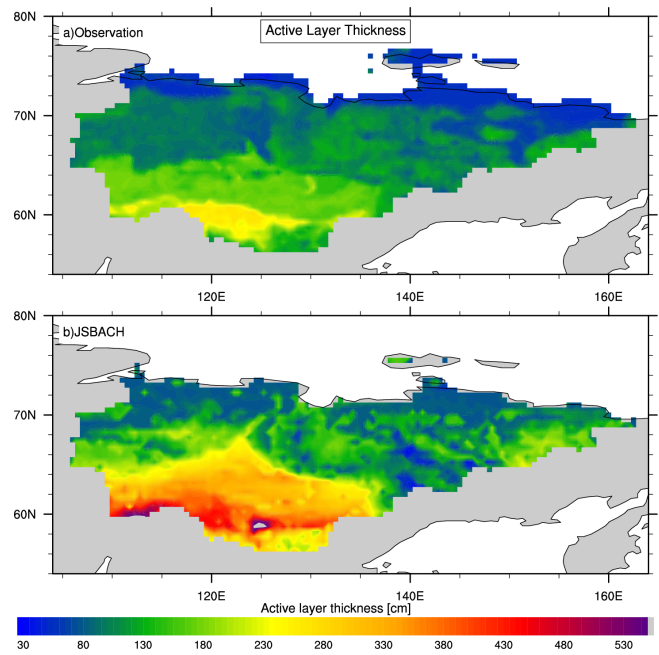 80N
a)Observation
Active Layer Thickness
70N
60N
120E 140E 160E
80N
b)JSBACH
70N
60N
120E 140E 160E
Active layer thickness [cm]
30 80 130 180 230 280 330 380 430 480 530